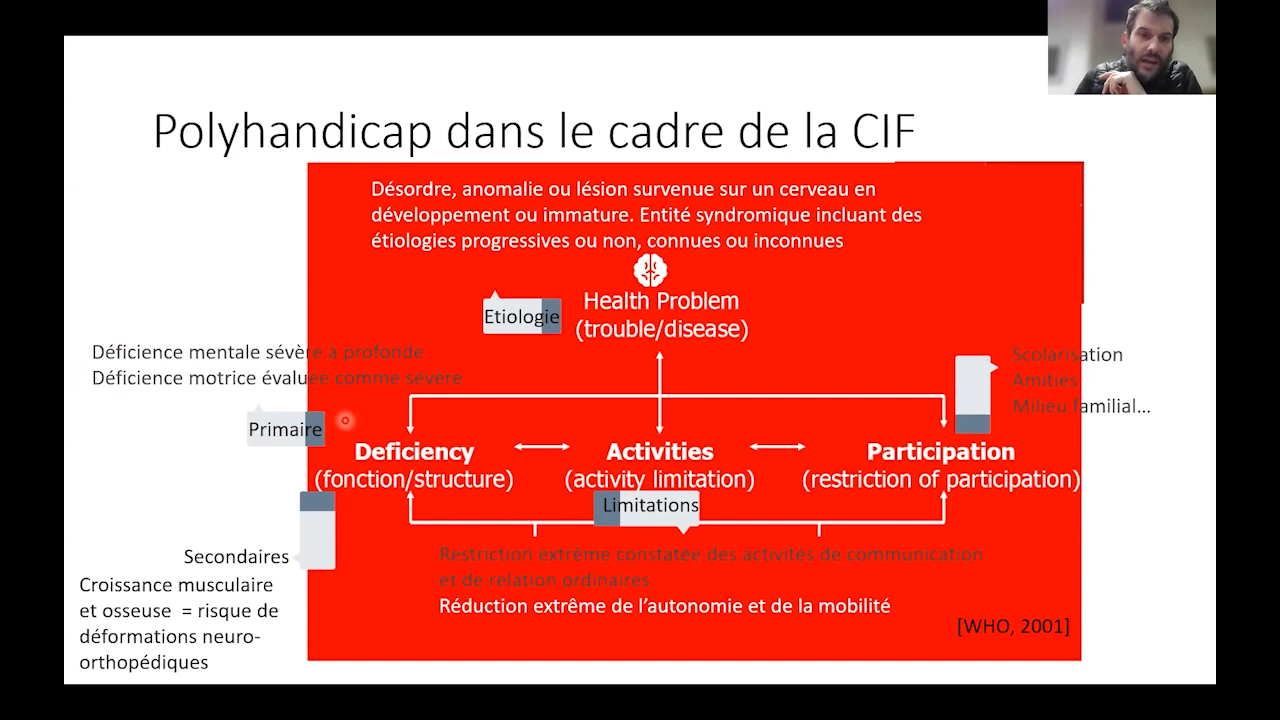 Polyhandicap dans le cadre de la CIF
Désordre, anomalie ou lésion survenue sur un cerveau en
développement ou immature. Entité syndromique incluant des
étiologies progressives ou non, connues ou inconnues
Etiologie
Health Problem
(trouble/disease)
Déficience mentale sévère à profonde
Déficience motrice évaluée comme sévère
Scolarisation
Amitiés
Milieu familial...
Primaire
Deficiency
(fonction/structure)
Activities
(activity limitation)
Participation
(restriction of participation)
Limitations
Secondaires
Croissance musculaire
et osseuse = risque de
déformations neuro-
orthopédiques
Restriction extrême constatée des activités de communication
et de relation ordinaires
Réduction extrême de l'autonomie et de la mobilité
[WHO, 2001]